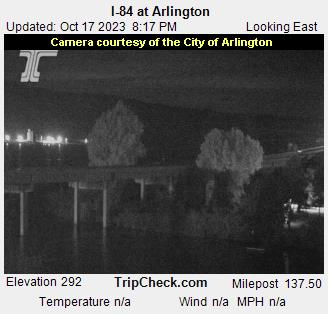 I-84 at Arlington
Updated: Oct 17 2023 8:17 PM Looking East
Camera courtesy of the City of Arlington
Elevation 292 TripCheck.com Milepost 137.50
Temperature n/a Wind n/a MPH n/a